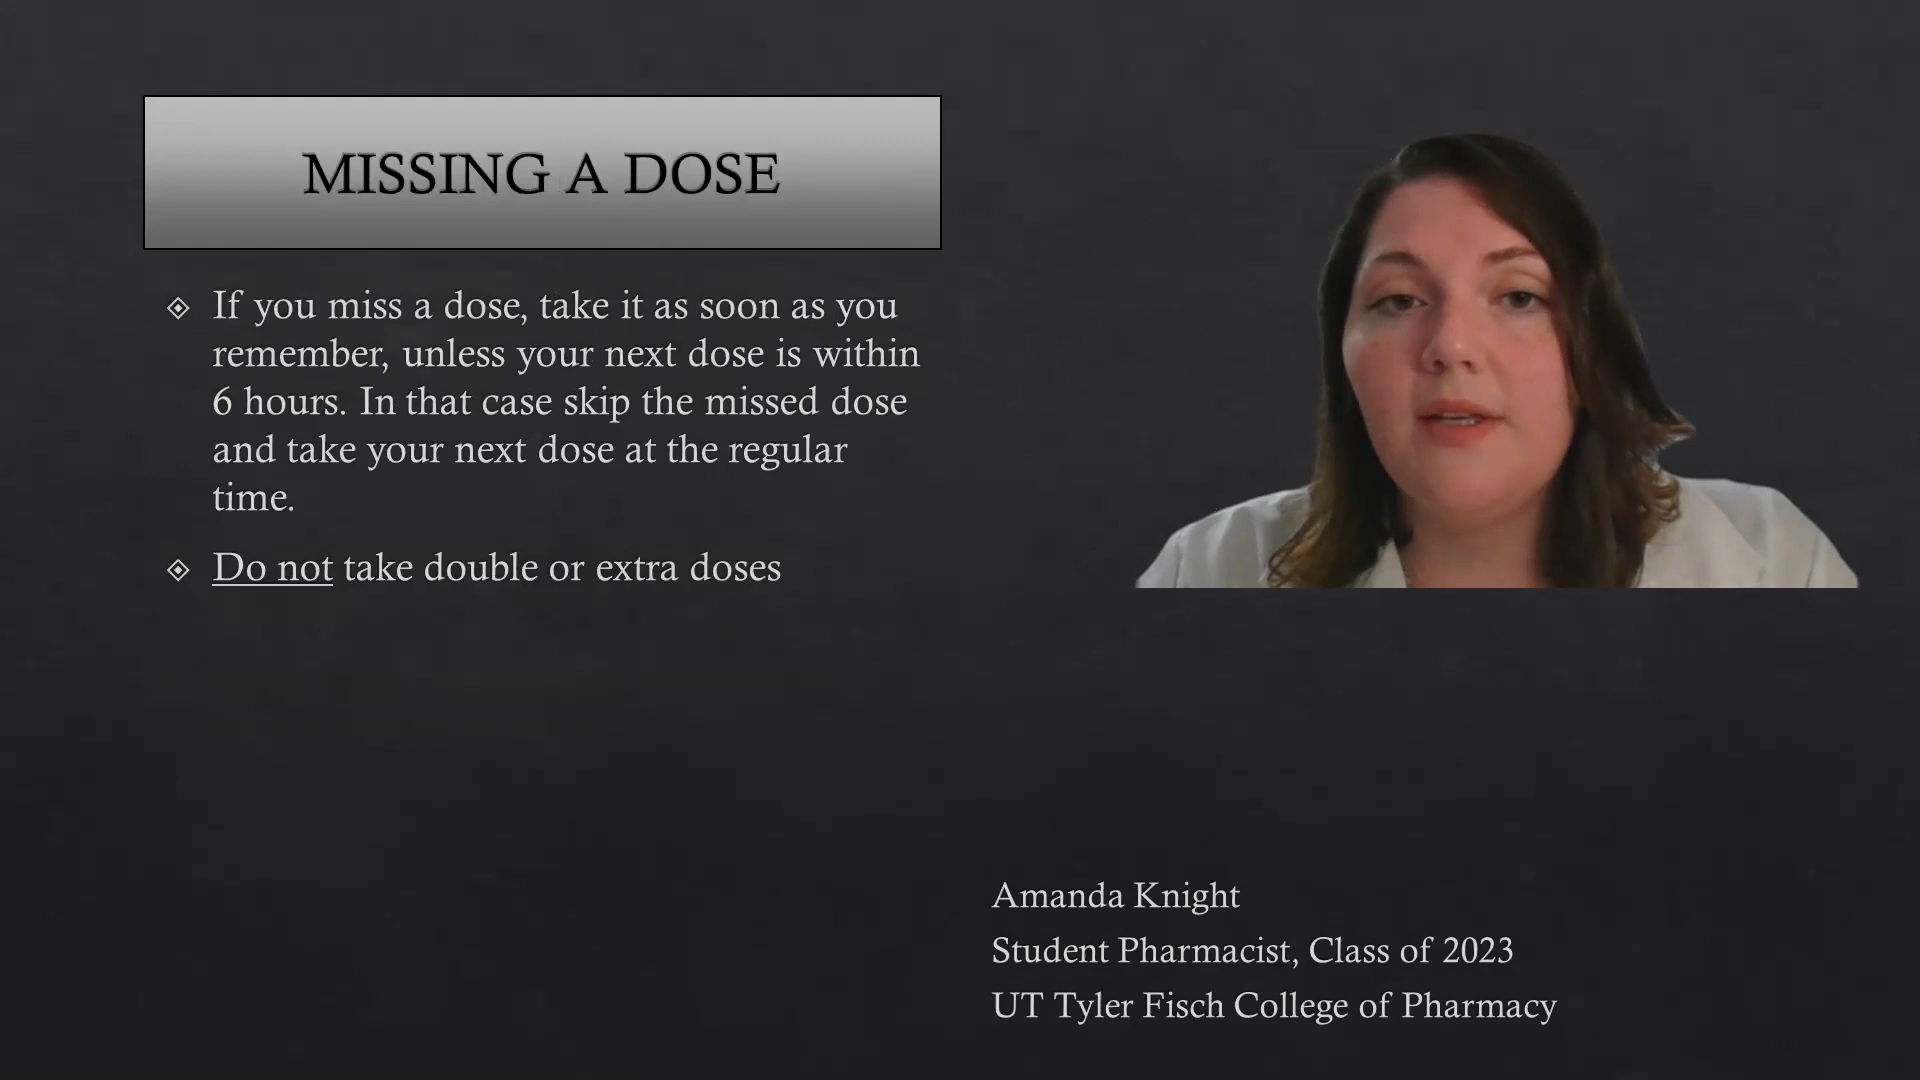 MISSING A DOSE
If you miss a dose, take it as soon as you
remember, unless your next dose is within
6 hours. In that case skip the missed dose
and take your next dose at the regular
time.
Do not take double or extra doses
Amanda Knight
Student Pharmacist, Class of 2023
UT Tyler Fisch College of Pharmacy